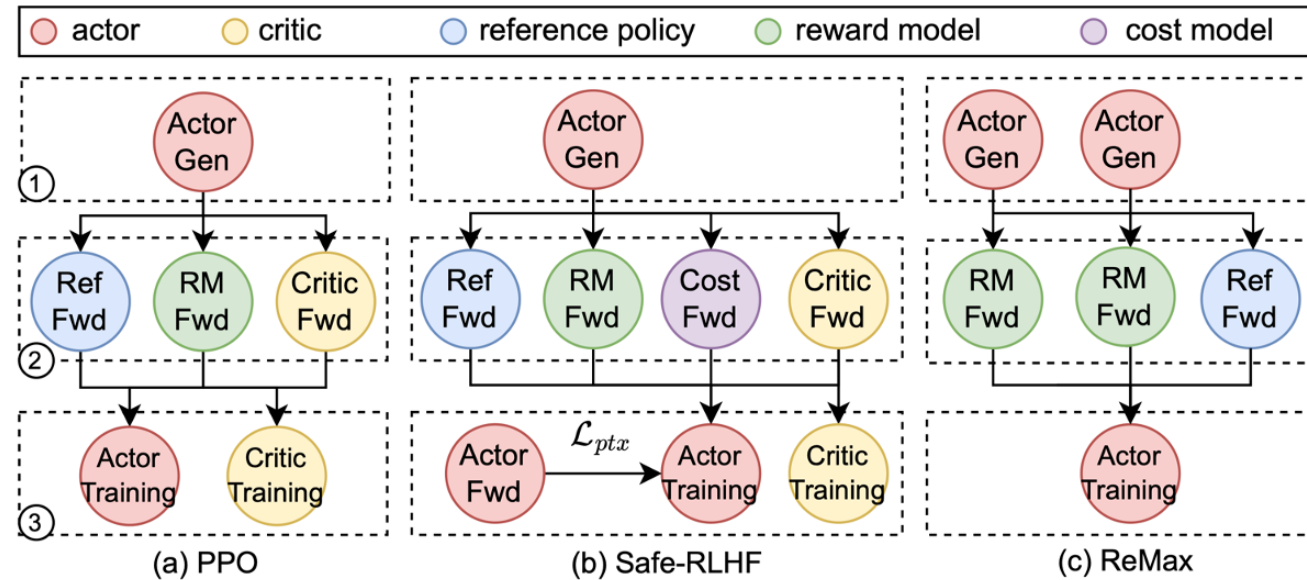 actor critic reference policy reward model cost model
Actor
Gen
Actor
Gen
Actor
Gen
Actor
Gen
1
Ref
Fwd
RM
Fwd
Critic
Fwd
Ref
Fwd
RM
Fwd
Cost
Fwd
Critic
Fwd
RM
Fwd
RM
Fwd
Ref
Fwd
2
Actor
Training
Critic
Training
Actor
Fwd
ℒptx
Actor
Training
Critic
Training
Actor
Training
3
(a) PPO
(b) Safe-RLHF
(c) ReMax